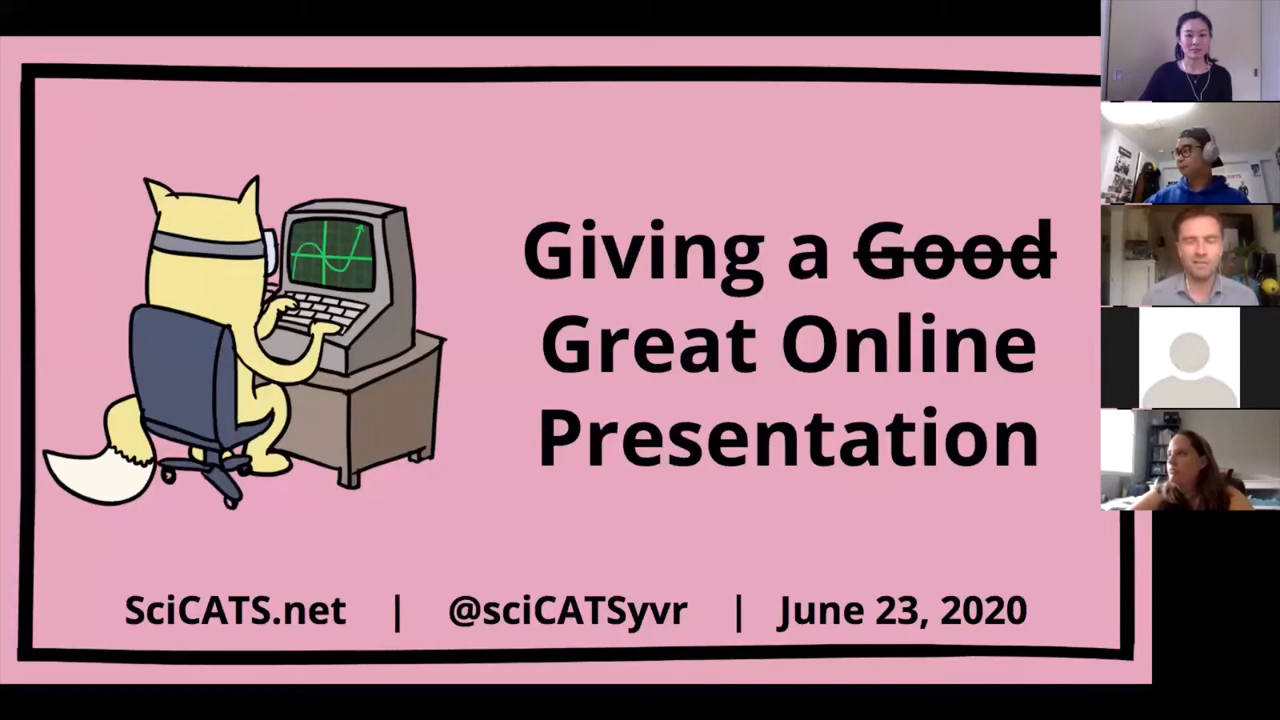 Giving a Good
Great Online
Presentation
SciCATS.net | @sciCATSyvr | June 23, 2020